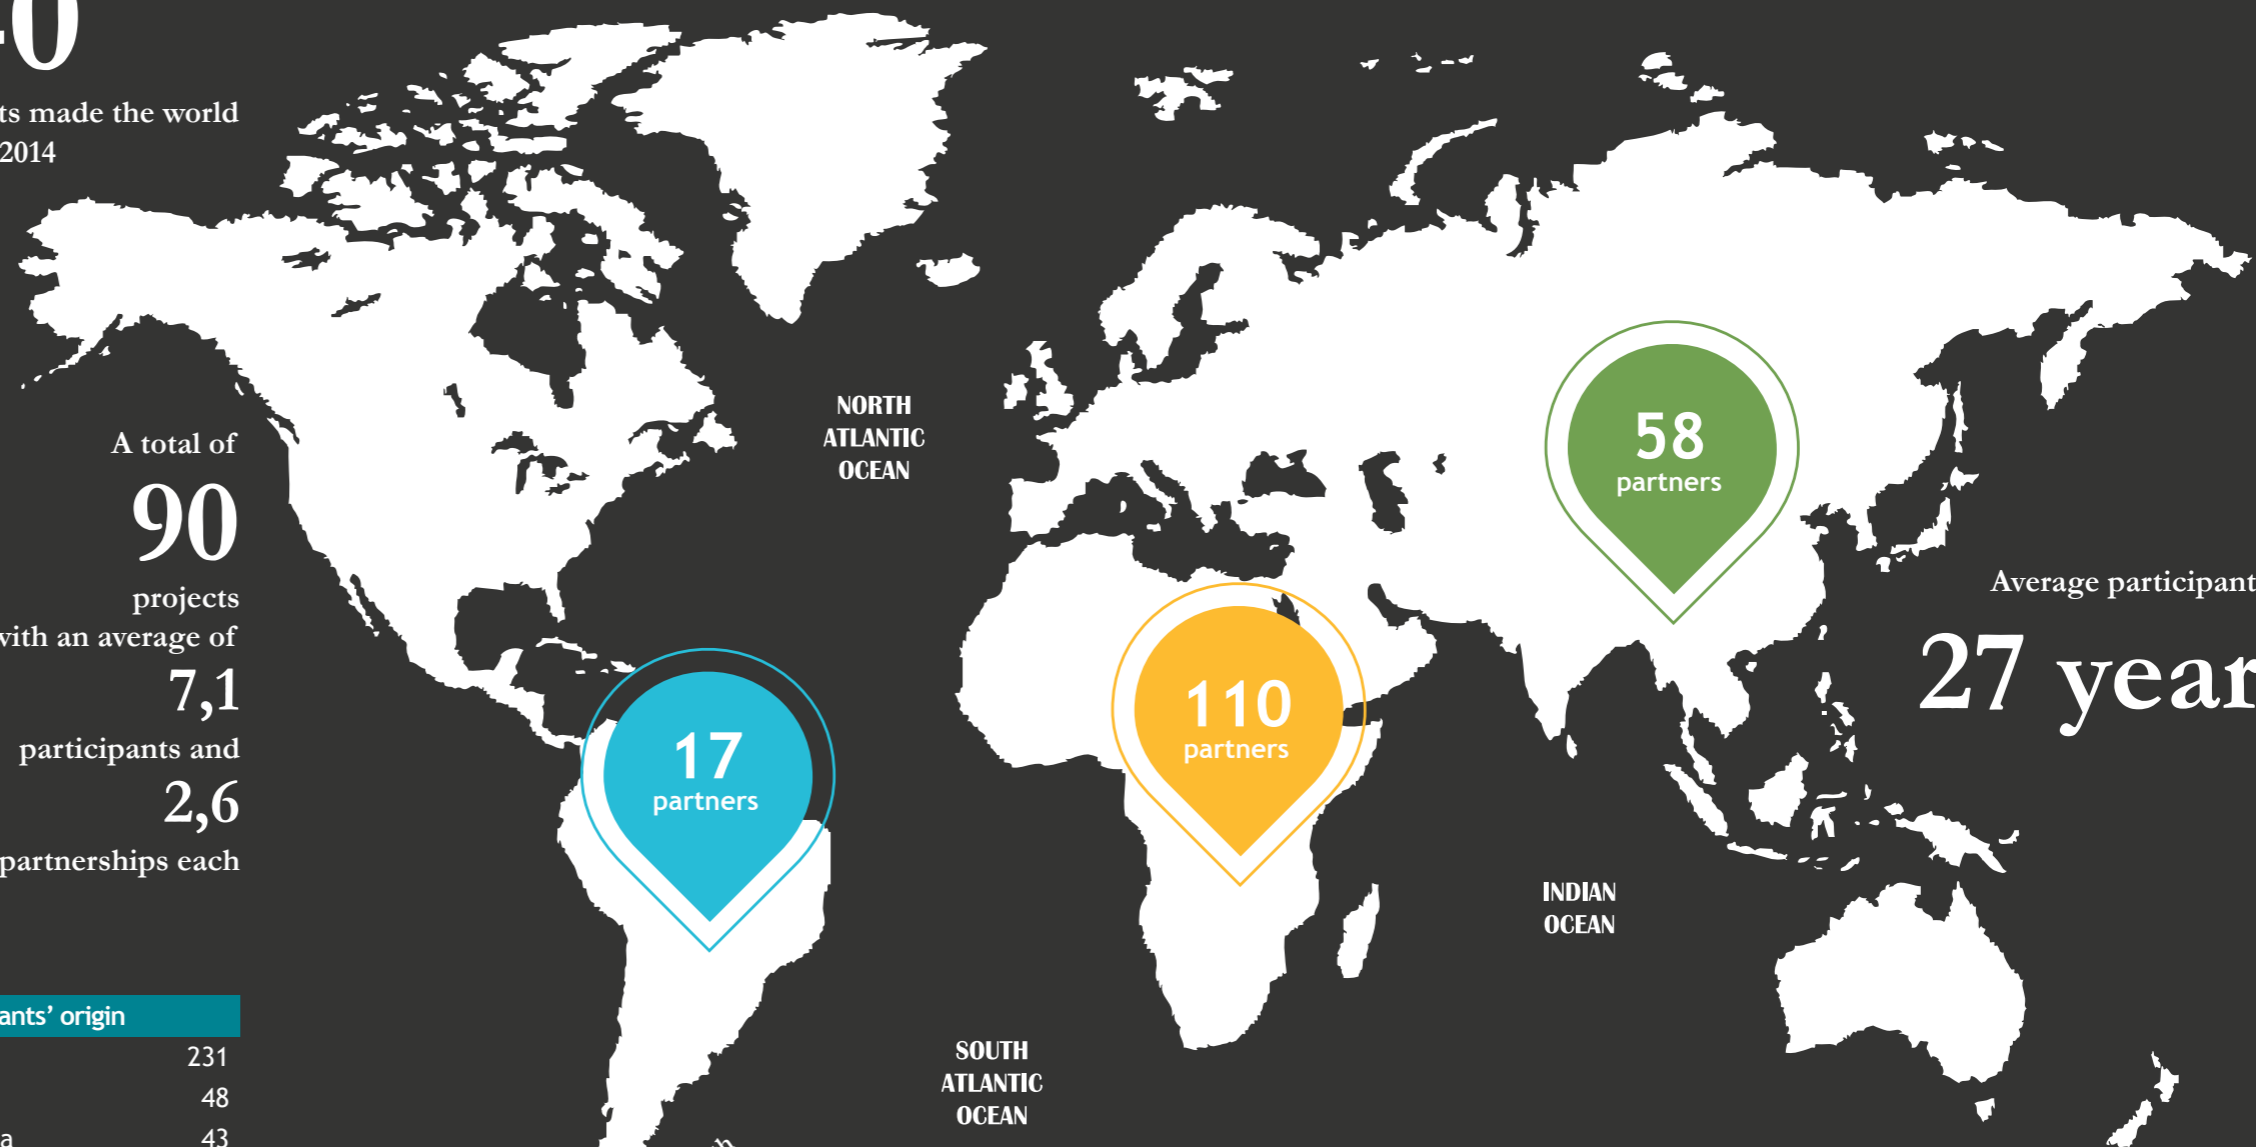 0
ts made the world
2014
A total of
90
projects
with an average of
7,1
participants and
2,6
partnerships each
ants’ origin
231
48
a 43
NORTH
ATLANTIC
OCEAN
17
partners
110
partners
58
partners
SOUTH
ATLANTIC
OCEAN
INDIAN
OCEAN
Average participant
27 year